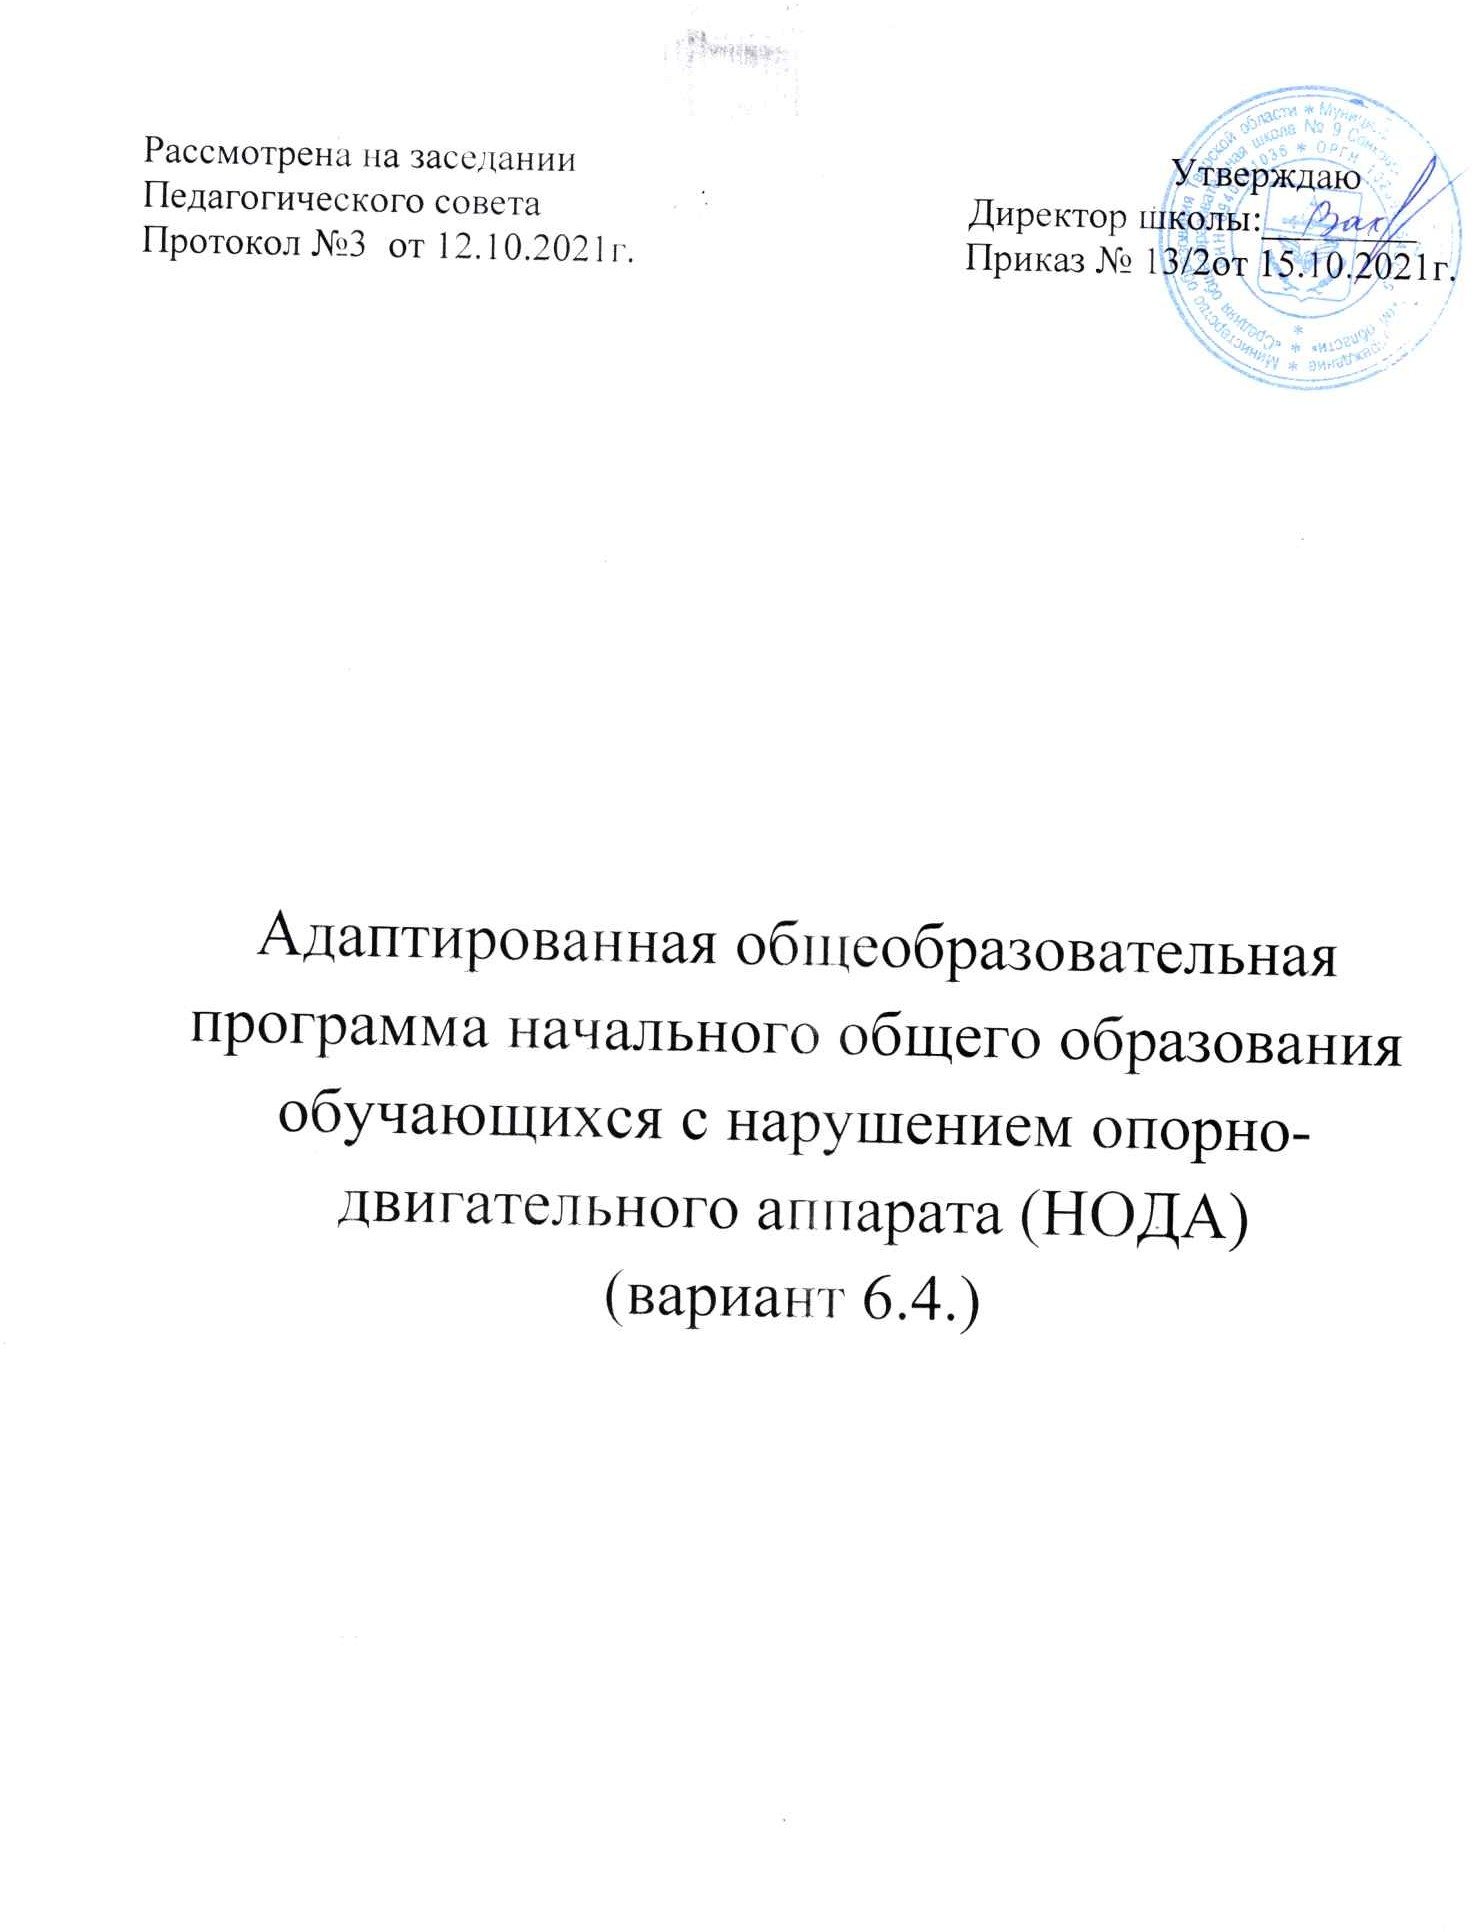 Рассмотрена на заседании
Педагогического совета
Протокол №3 от 12.10.2021г.
Утверждаю
Директор школы:
Приказ № 13/2от 15.10.2021г.
Адаптированная общеобразовательная
программа начального общего образования
обучающихся с нарушением опорно-
двигательного аппарата (НОДА)
(вариант 6.4.)